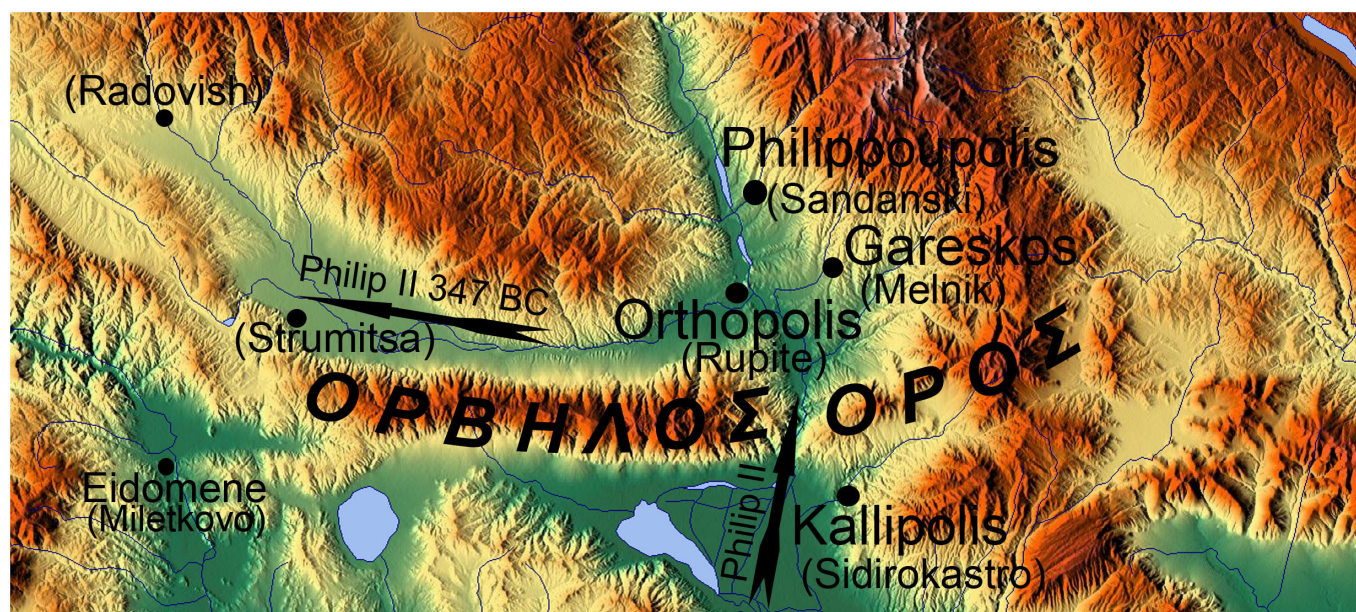 (Radovish)
Philippoupolis
(Sandanski)
Gareskos
(Melnik)
Philip II 347 BC
Orthopolis
(Rupite)
(Strumitsa)
ΟΡΒΗΛΟΣ ΟΡΟΣ
Eidomene
(Miletkovo)
Philip II
Kallipolis
(Sidirokastro)